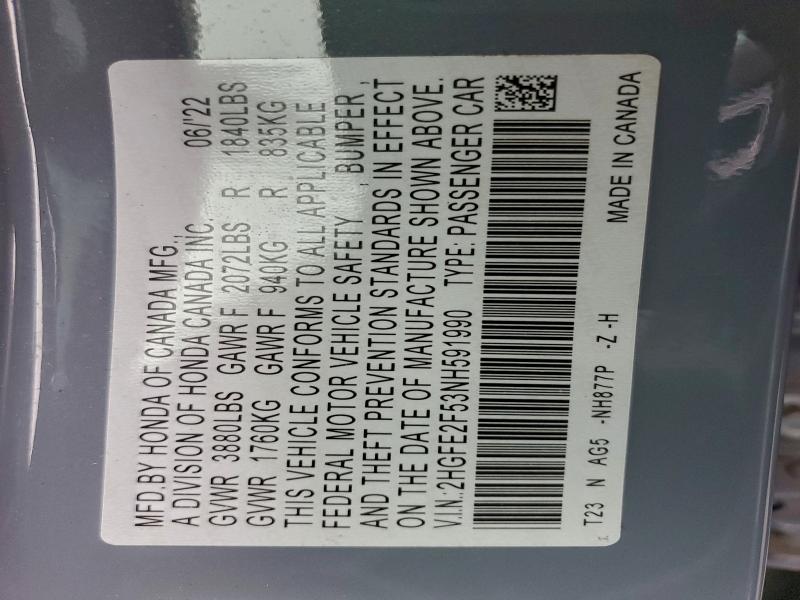 MFD.BY HONDA OF CANADA MFG.,
A DIVISION OF HONDA CANADA INC. 06/'22
GVWR 3880LBS GAWR F 2072LBS R 1840LBS
GVWR 1760KG GAWR F 940KG R 835KG
THIS VEHICLE CONFORMS TO ALL APPLICABLE
FEDERAL MOTOR VEHICLE SAFETY , BUMPER ,
AND THEFT PREVENTION STANDARDS IN EFFECT
ON THE DATE OF MANUFACTURE SHOWN ABOVE.
V.I.N.:2HGFE2F53NH591990 TYPE: PASSENGER CAR
T23 N AG5 -NH877P -Z -H
MADE IN CANADA